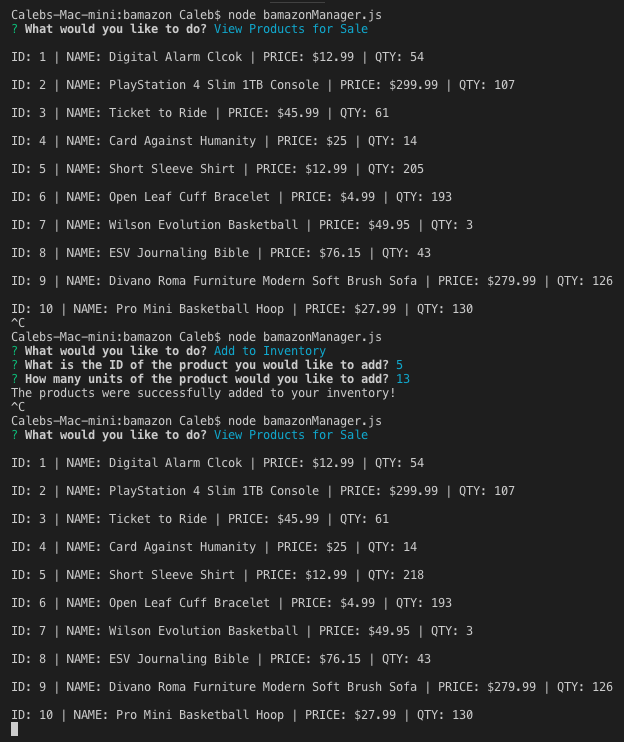 Calebs-Mac-mini:bamazon Caleb$ node bamazonManager.js
? What would you like to do? View Products for Sale
ID: 1 | NAME: Digital Alarm Clcok | PRICE: $12.99 | QTY: 54
ID: 2 | NAME: PlayStation 4 Slim 1TB Console | PRICE: $299.99 | QTY: 107
ID: 3 | NAME: Ticket to Ride | PRICE: $45.99 | QTY: 61
ID: 4 | NAME: Card Against Humanity | PRICE: $25 | QTY: 14
ID: 5 | NAME: Short Sleeve Shirt | PRICE: $12.99 | QTY: 205
ID: 6 | NAME: Open Leaf Cuff Bracelet | PRICE: $4.99 | QTY: 193
ID: 7 | NAME: Wilson Evolution Basketball | PRICE: $49.95 | QTY: 3
ID: 8 | NAME: ESV Journaling Bible | PRICE: $76.15 | QTY: 43
ID: 9 | NAME: Divano Roma Furniture Modern Soft Brush Sofa | PRICE: $279.99 | QTY: 126
ID: 10 | NAME: Pro Mini Basketball Hoop | PRICE: $27.99 | QTY: 130
^C
Calebs-Mac-mini:bamazon Caleb$ node bamazonManager.js
? What would you like to do? Add to Inventory
? What is the ID of the product you would like to add? 5
? How many units of the product would you like to add? 13
The products were successfully added to your inventory!
^C
Calebs-Mac-mini:bamazon Caleb$ node bamazonManager.js
? What would you like to do? View Products for Sale
ID: 1 | NAME: Digital Alarm Clcok | PRICE: $12.99 | QTY: 54
ID: 2 | NAME: PlayStation 4 Slim 1TB Console | PRICE: $299.99 | QTY: 107
ID: 3 | NAME: Ticket to Ride | PRICE: $45.99 | QTY: 61
ID: 4 | NAME: Card Against Humanity | PRICE: $25 | QTY: 14
ID: 5 | NAME: Short Sleeve Shirt | PRICE: $12.99 | QTY: 218
ID: 6 | NAME: Open Leaf Cuff Bracelet | PRICE: $4.99 | QTY: 193
ID: 7 | NAME: Wilson Evolution Basketball | PRICE: $49.95 | QTY: 3
ID: 8 | NAME: ESV Journaling Bible | PRICE: $76.15 | QTY: 43
ID: 9 | NAME: Divano Roma Furniture Modern Soft Brush Sofa | PRICE: $279.99 | QTY: 126
ID: 10 | NAME: Pro Mini Basketball Hoop | PRICE: $27.99 | QTY: 130